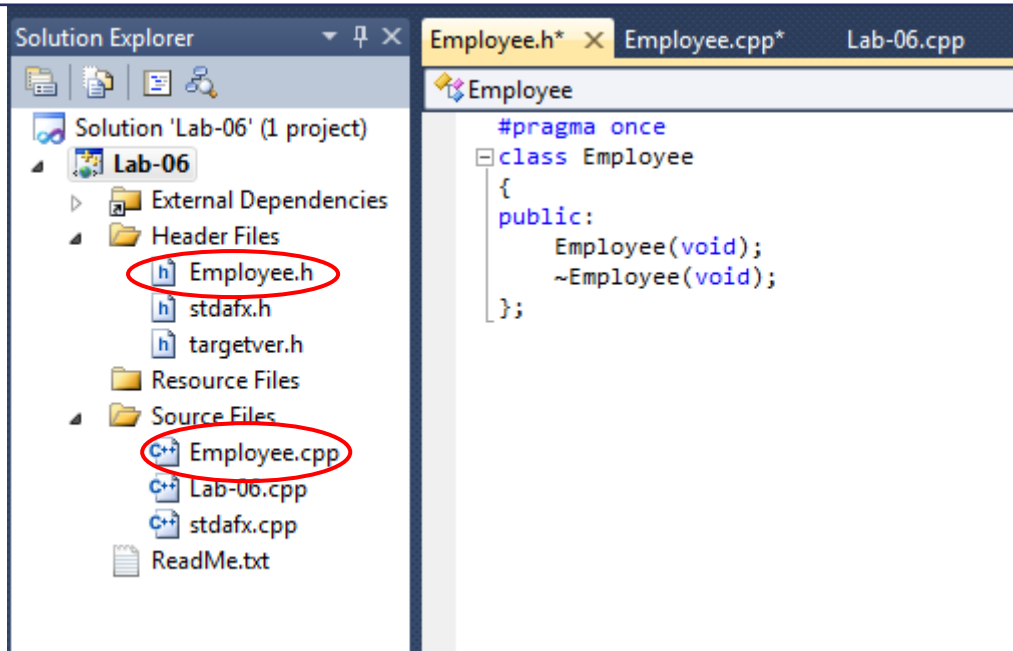 Solution Explorer
Solution 'Lab-06' (1 project)
Lab-06
External Dependencies
Header Files
Employee.h
stdafx.h
targetver.h
Resource Files
Source Files
Employee.cpp
Lab-06.cpp
stdafx.cpp
ReadMe.txt
Employee.h* Employee.cpp* Lab-06.cpp
Employee
#pragma once
class Employee
{
public:
Employee(void);
~Employee(void);
};